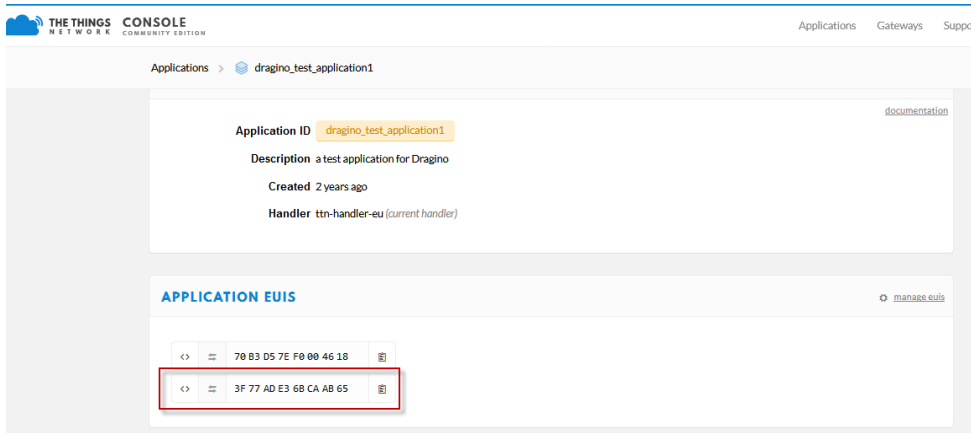 THE THINGS NETWORK CONSOLE COMMUNITY EDITION
Applications Gateways
Applications > dragino_test_application1
documentation
Application ID dragino_test_application1
Description a test application for Dragino
Created 2 years ago
Handler ttn-handler-eu (current handler)
APPLICATION EUIS
manage euis
<> 70 B3 D5 7E F0 00 46 18
<> 3F 77 AD E3 6B CA AB 65